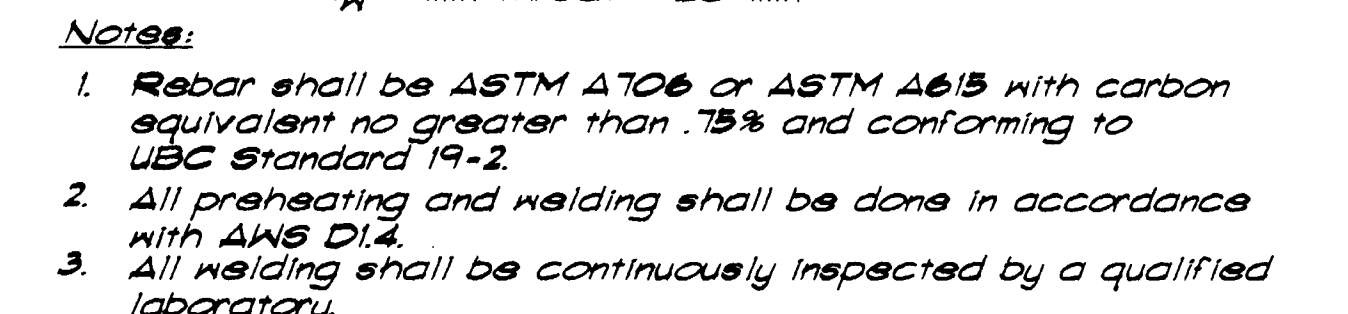 Notes:
1. Rebar shall be ASTM A706 or ASTM A615 with carbon
equivalent no greater than .75% and conforming to
UBC Standard 19-2.
2. All preheating and welding shall be done in accordance
with AWS D1.4.
3. All welding shall be continuously inspected by a qualified
laboratory.